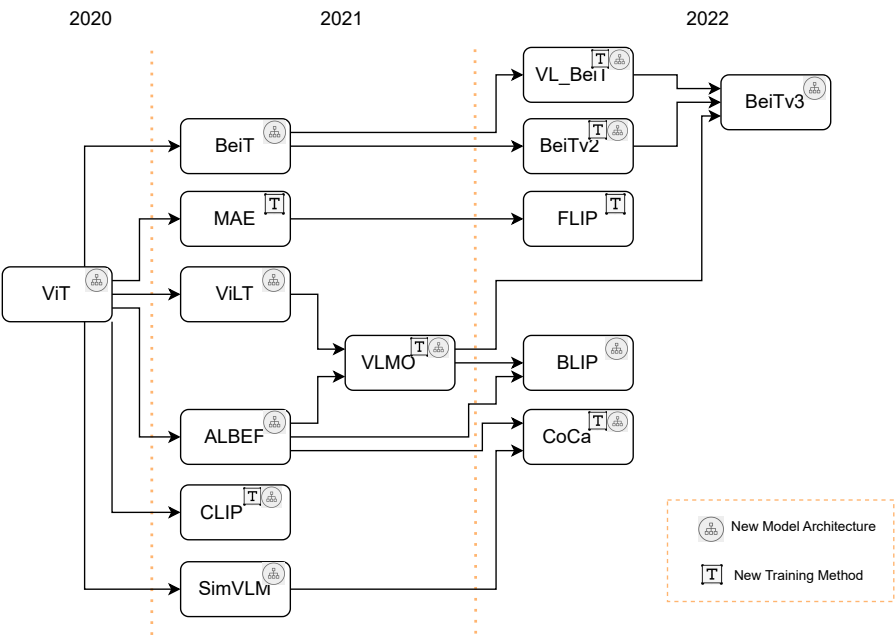 2020
2021
2022
VL_BeiT
T
BeiTv3
BeiT
BeiTv2
T
MAE
T
FLIP
T
ViT
ViLT
VLMO
T
BLIP
ALBEF
CoCa
T
CLIP
T
SimVLM
New Model Architecture
T
New Training Method